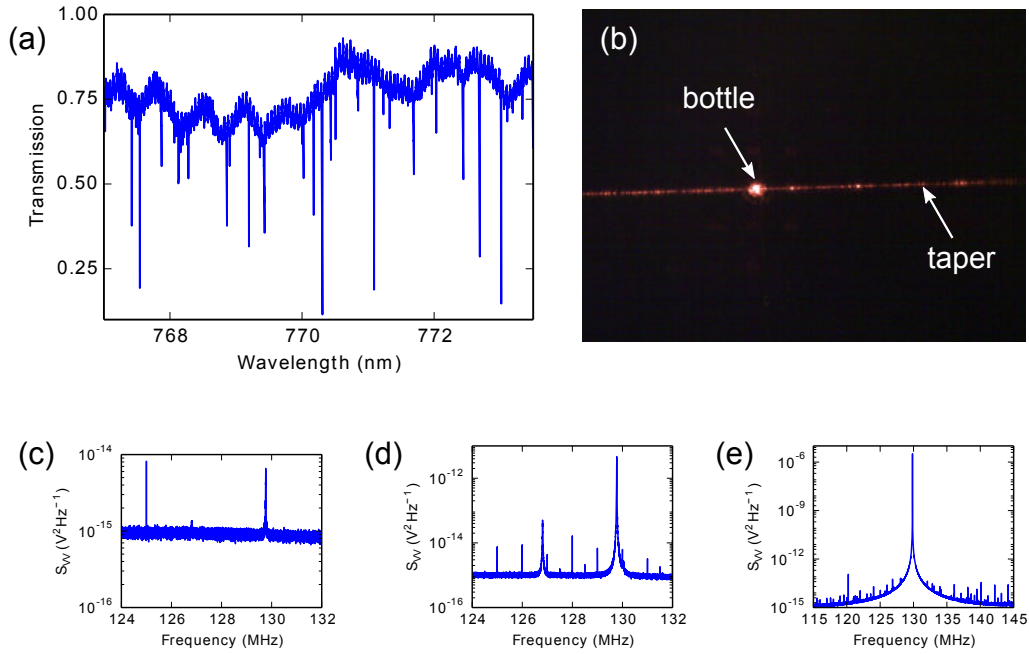 (a)
1.00
0.75
0.50
0.25
Transmission
768 770 772
Wavelength (nm)
(b)
bottle
taper
(c)
10⁻¹⁴
10⁻¹⁵
10⁻¹⁶
S_VV (V²Hz⁻¹)
124 126 128 130 132
Frequency (MHz)
(d)
10⁻¹²
10⁻¹⁴
10⁻¹⁶
S_VV (V²Hz⁻¹)
124 126 128 130 132
Frequency (MHz)
(e)
10⁻⁶
10⁻⁹
10⁻¹²
10⁻¹⁵
S_VV (V²Hz⁻¹)
115 120 125 130 135 140 145
Frequency (MHz)